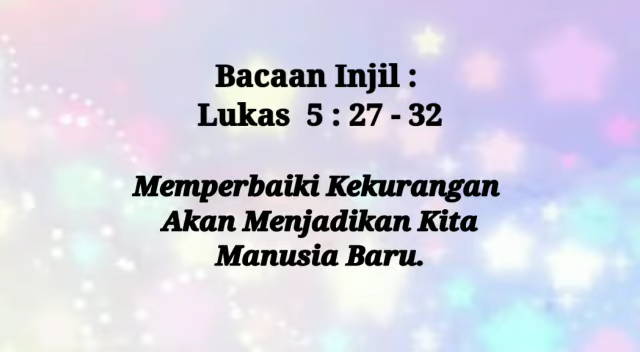 Bacaan Injil :
Lukas 5 : 27 - 32
Memperbaiki Kekurangan
Akan Menjadikan Kita
Manusia Baru.